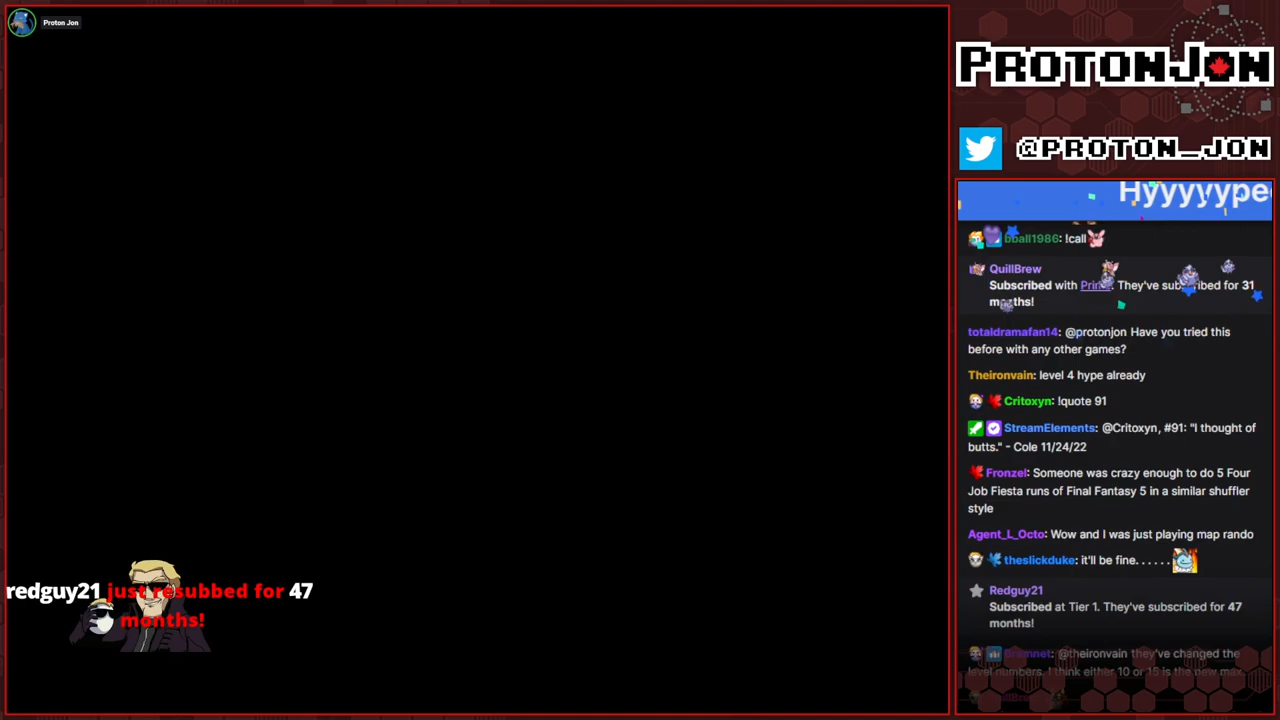 Proton Jon
PROTONJON
@PROTON_JON
Hyyyyype
bball1986: !call
QuillBrew
Subscribed with Prime. They've subscribed for 31
months!
totaldramafan14: @protonjon Have you tried this
before with any other games?
Theironvain: level 4 hype already
Critoxyn: !quote 91
StreamElements: @Critoxyn, #91: "I thought of
butts." - Cole 11/24/22
Fronzel: Someone was crazy enough to do 5 Four
Job Fiesta runs of Final Fantasy 5 in a similar shuffler
style
Agent_L_Octo: Wow and I was just playing map rando
theslickduke: it'll be fine. . . . . .
Redguy21
Subscribed at Tier 1. They've subscribed for 47
months!
@theironvain they've changed the
level numbers. I think either 10 or 15 is the new max
redguy21 just resubbed for 47
months!